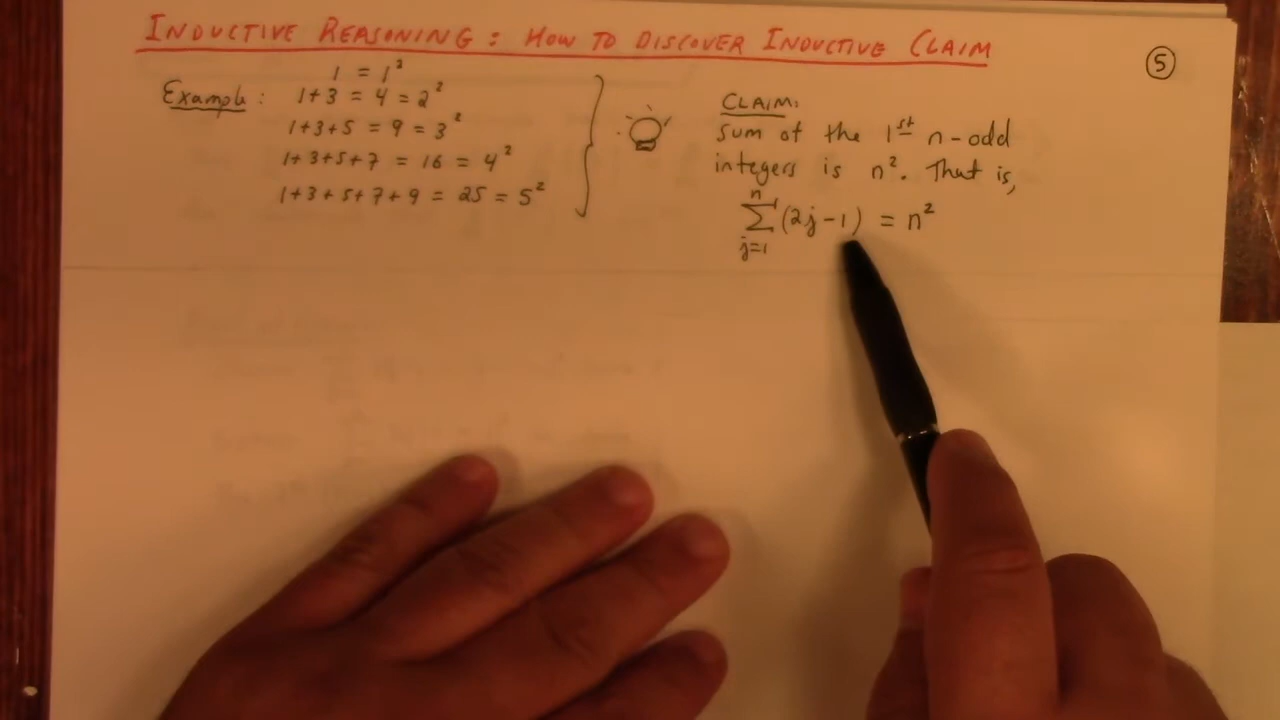 INDUCTIVE REASONING: HOW TO DISCOVER INDUCTIVE CLAIM
5
Example:
1 = 1²
1+3 = 4 = 2²
1+3+5 = 9 = 3²
1+3+5+7 = 16 = 4²
1+3+5+7+9 = 25 = 5²
CLAIM:
Sum of the 1st n-odd
integers is n². That is,
n
∑ (2j-1) = n²
j=1